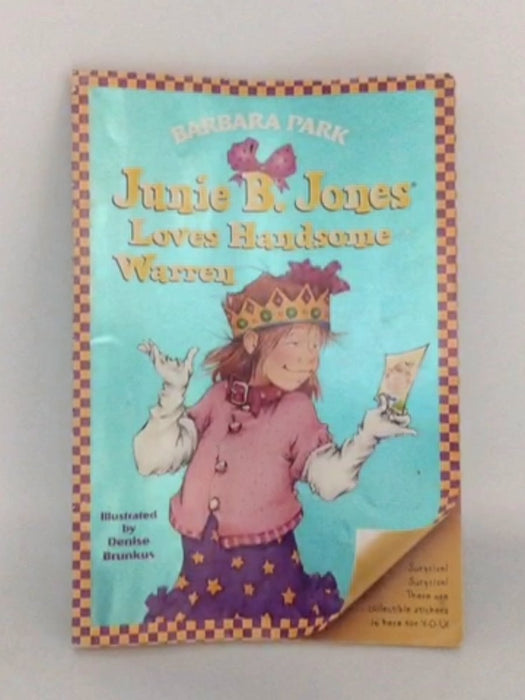 BARBARA PARK
Junie B. Jones
Loves Handsome
Warren
Illustrated
by
Denise
Brunkus
Surprise!
Surprise!
There are
collectible stickers
in here for Y-O-U!